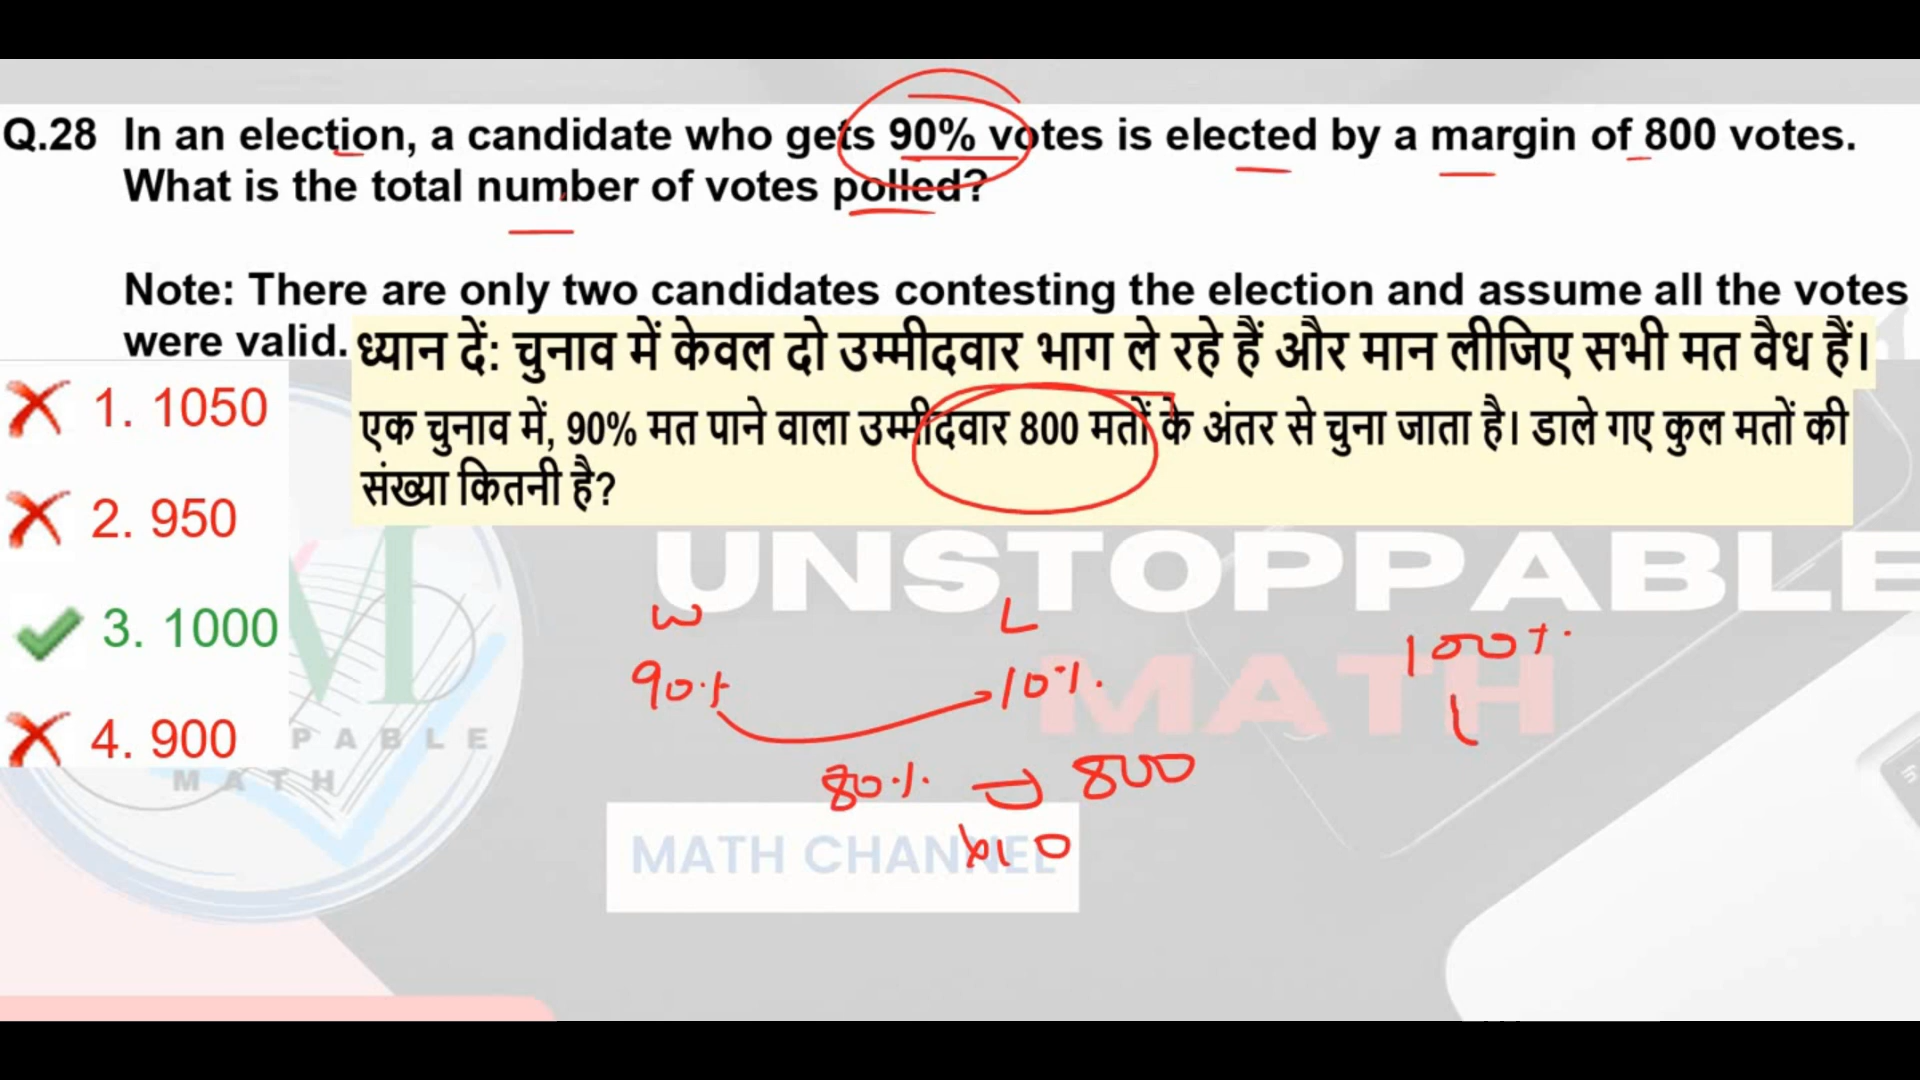 Q.28 In an election, a candidate who gets 90% votes is elected by a margin of 800 votes.
What is the total number of votes polled?
Note: There are only two candidates contesting the election and assume all the votes
were valid.
ध्यान दें: चुनाव में केवल दो उम्मीदवार भाग ले रहे हैं और मान लीजिए सभी मत वैध हैं।
एक चुनाव में, 90% मत पाने वाला उम्मीदवार 800 मतों के अंतर से चुना जाता है। डाले गए कुल मतों की
संख्या कितनी है?
1. 1050
2. 950
3. 1000
4. 900
UNSTOPPABLE
MATH
MATH CHANNEL
P A B L E
M A T H
W L
90% 10% 100%
80% 800
x10